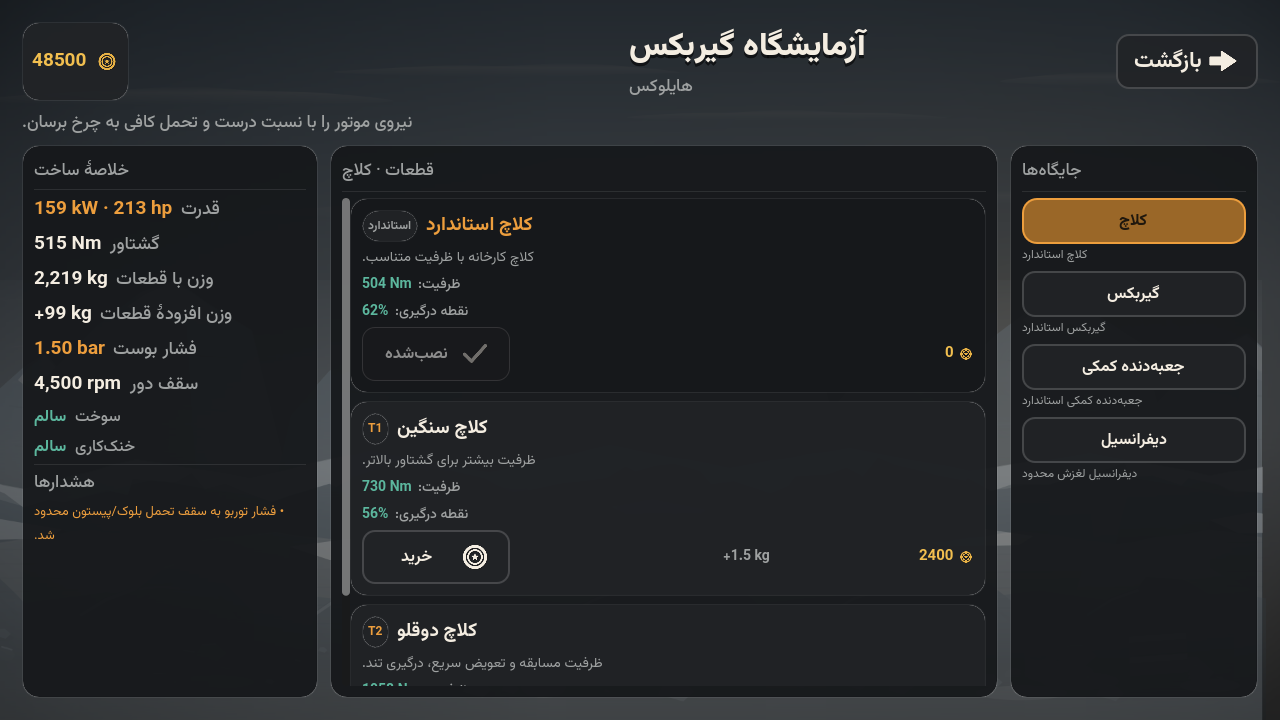 بازگشت
آزمایشگاه گیربکس
هایلوکس
48500
نیروی موتور را با نسبت درست و تحمل کافی به چرخ برسان.
جایگاه‌ها
کلاچ
کلاچ استاندارد
گیربکس
گیربکس استاندارد
جعبه‌دنده کمکی
جعبه‌دنده کمکی استاندارد
دیفرانسیل
دیفرانسیل لغزش محدود
قطعات · کلاچ
کلاچ استاندارد استاندارد
کلاچ کارخانه با ظرفیت متناسب.
ظرفیت: 504 Nm
نقطه درگیری: 62%
0 نصب‌شده
کلاچ سنگین T1
ظرفیت بیشتر برای گشتاور بالاتر.
ظرفیت: 730 Nm
نقطه درگیری: 56%
2400 +1.5 kg خرید
کلاچ دوقلو T2
ظرفیت مسابقه و تعویض سریع، درگیری تند.
خلاصهٔ ساخت
قدرت 159 kW · 213 hp
گشتاور 515 Nm
وزن با قطعات 2,219 kg
وزن افزودهٔ قطعات +99 kg
فشار بوست 1.50 bar
سقف دور 4,500 rpm
سوخت سالم
خنک‌کاری سالم
هشدارها
• فشار توربو به سقف تحمل بلوک/پیستون محدود
شد.